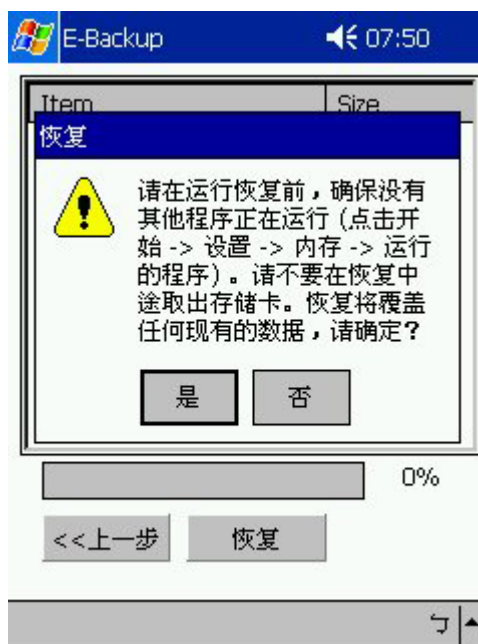 E-Backup 07:50
Item Size
恢复
请在运行恢复前，确保没有
其他程序正在运行 (点击开
始 -> 设置 -> 内存 -> 运行
的程序)。请不要在恢复中
途取出存储卡。恢复将覆盖
任何现有的数据，请确定?
是 否
0%
<<上一步 恢复
ㄅ